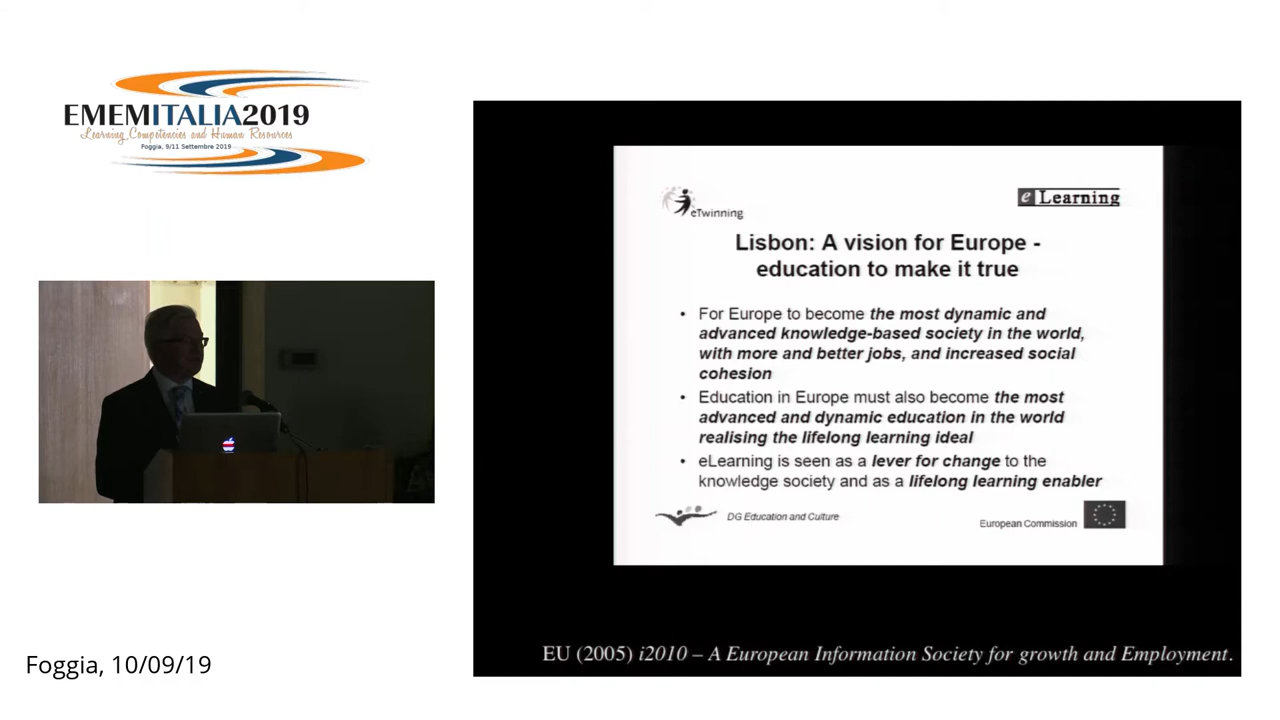 EMEMITALIA2019
Learning, Competencies and Human Resources
Foggia, 9/11 Settembre 2019
eTwinning
e Learning
Lisbon: A vision for Europe -
education to make it true
• For Europe to become the most dynamic and
advanced knowledge-based society in the world,
with more and better jobs, and increased social
cohesion
• Education in Europe must also become the most
advanced and dynamic education in the world
realising the lifelong learning ideal
• eLearning is seen as a lever for change to the
knowledge society and as a lifelong learning enabler
DG Education and Culture
European Commission
EU (2005) i2010 – A European Information Society for growth and Employment.
Foggia, 10/09/19